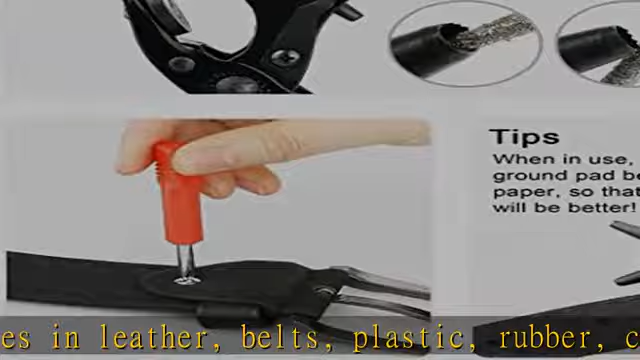 Tips
When in use,
ground pad be
paper, so that
will be better!
es in leather, belts, plastic, rubber, c